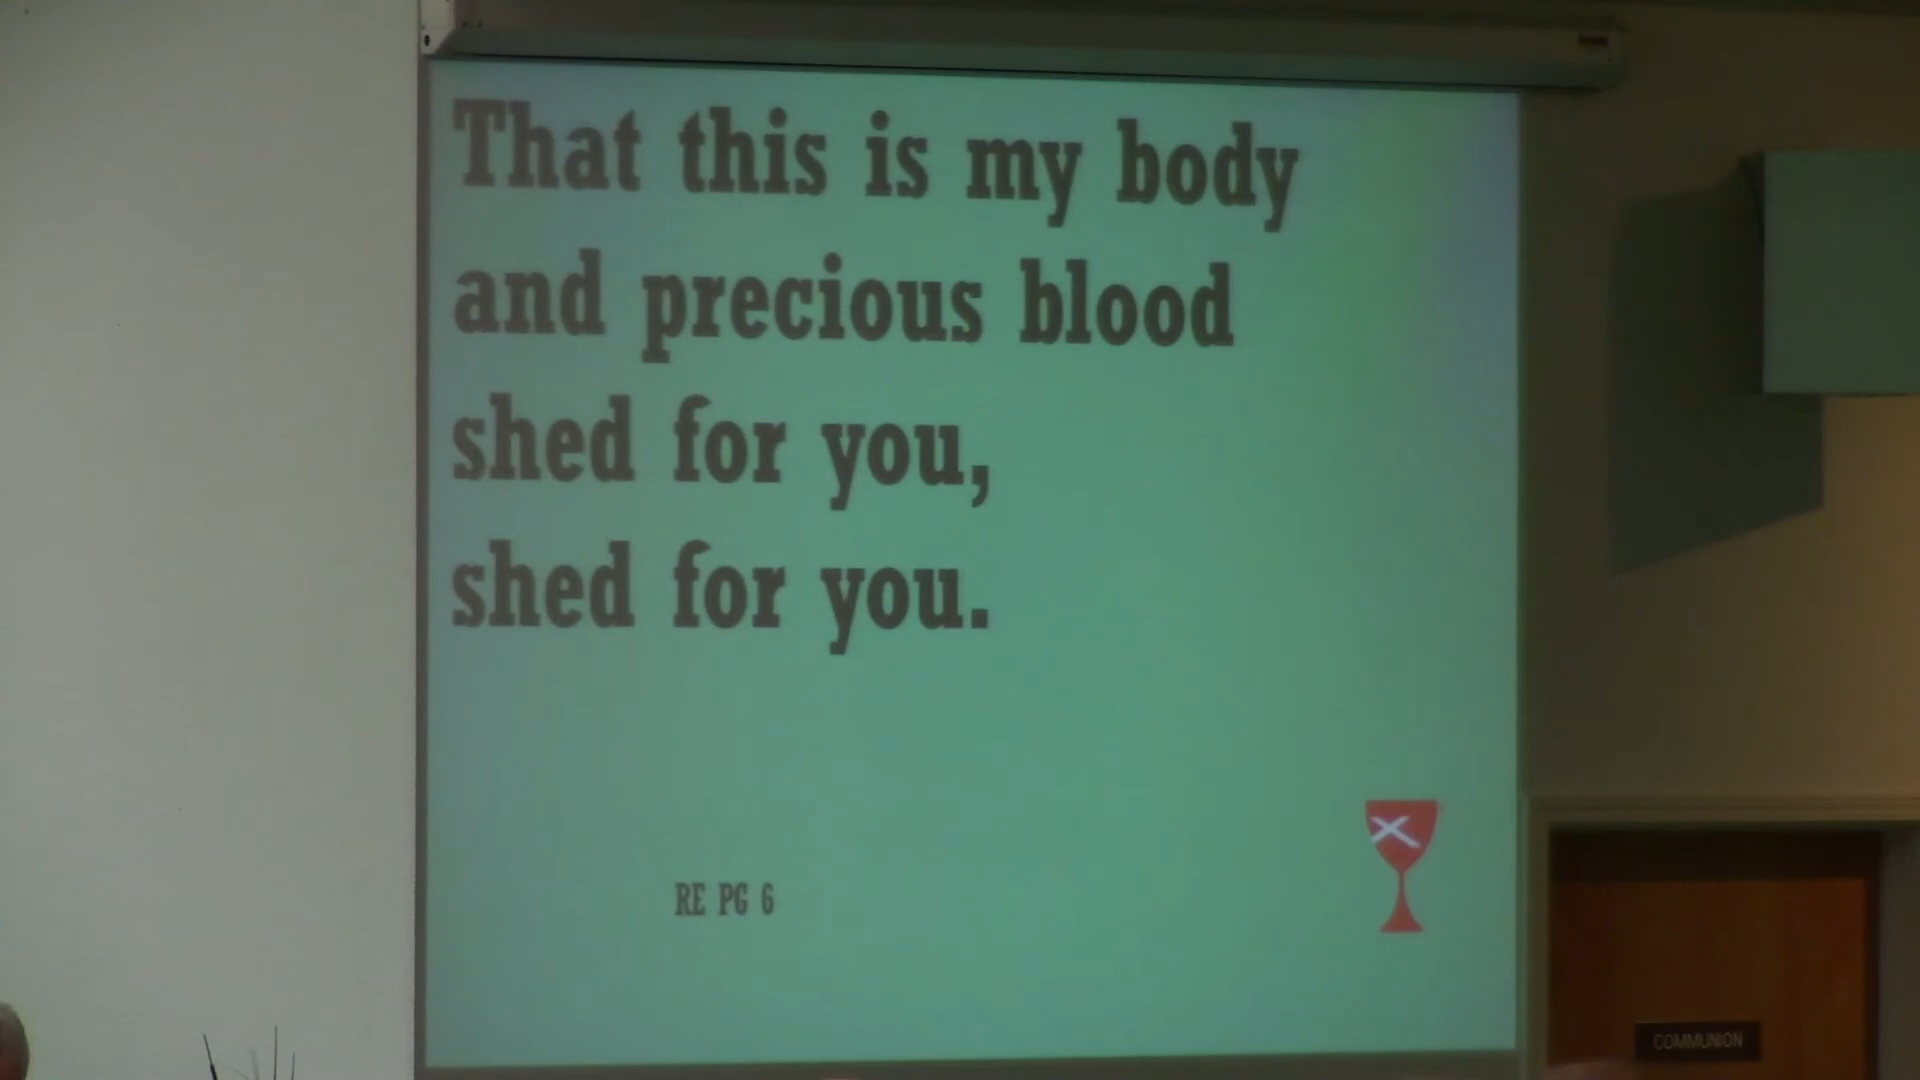 That this is my body
and precious blood
shed for you,
shed for you.
RE PG 6
COMMUNION